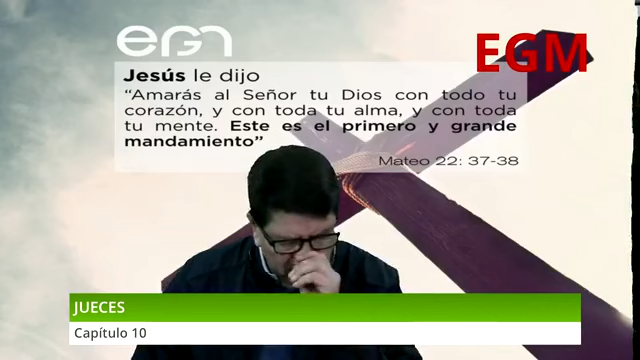 egm
EGM
Jesús le dijo
“Amarás al Señor tu Dios con todo tu
corazón, y con toda tu alma, y con toda
tu mente. Este es el primero y grande
mandamiento”
Mateo 22: 37-38
JUECES
Capítulo 10